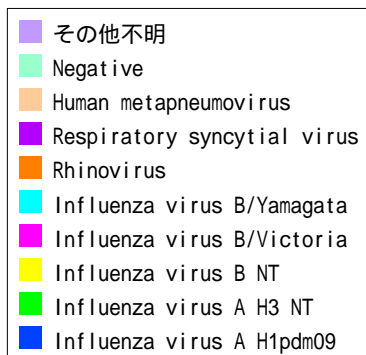 その他不明
Negative
Human metapneumovirus
Respiratory syncytial virus
Rhinovirus
Influenza virus B/Yamagata
Influenza virus B/Victoria
Influenza virus B NT
Influenza virus A H3 NT
Influenza virus A H1pdm09